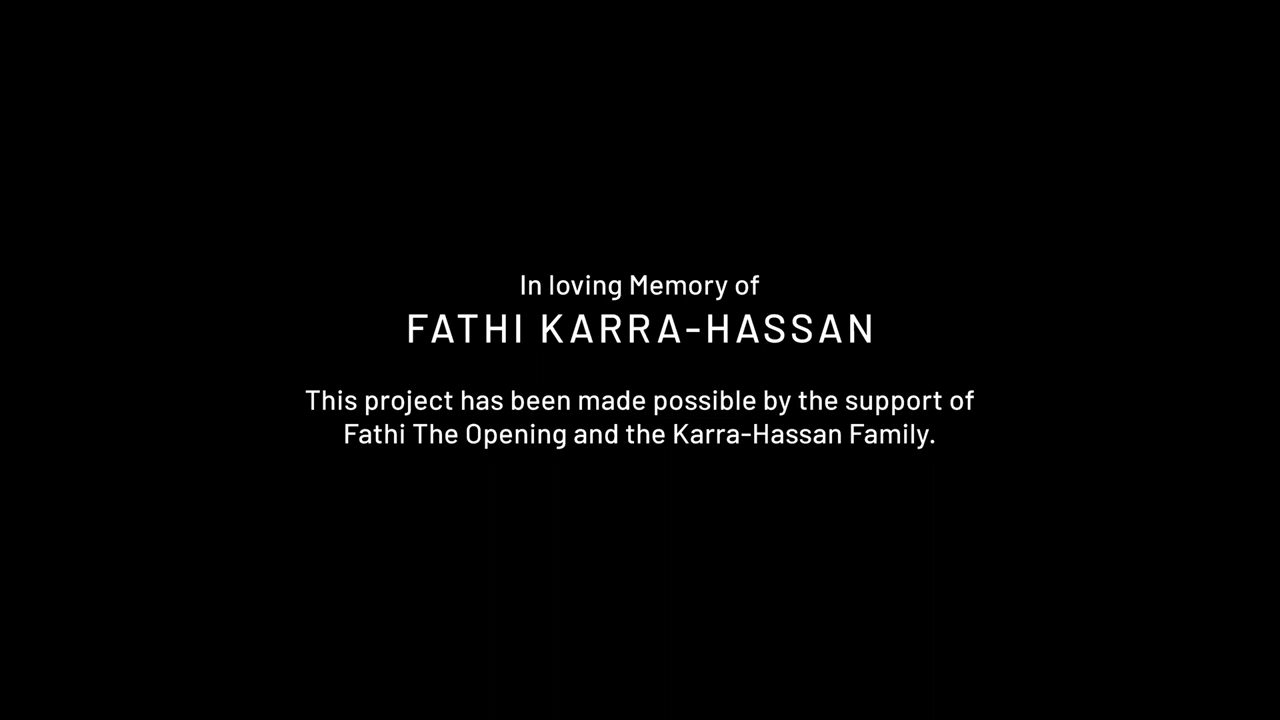 In loving Memory of
FATHI KARRA-HASSAN
This project has been made possible by the support of
Fathi The Opening and the Karra-Hassan Family.